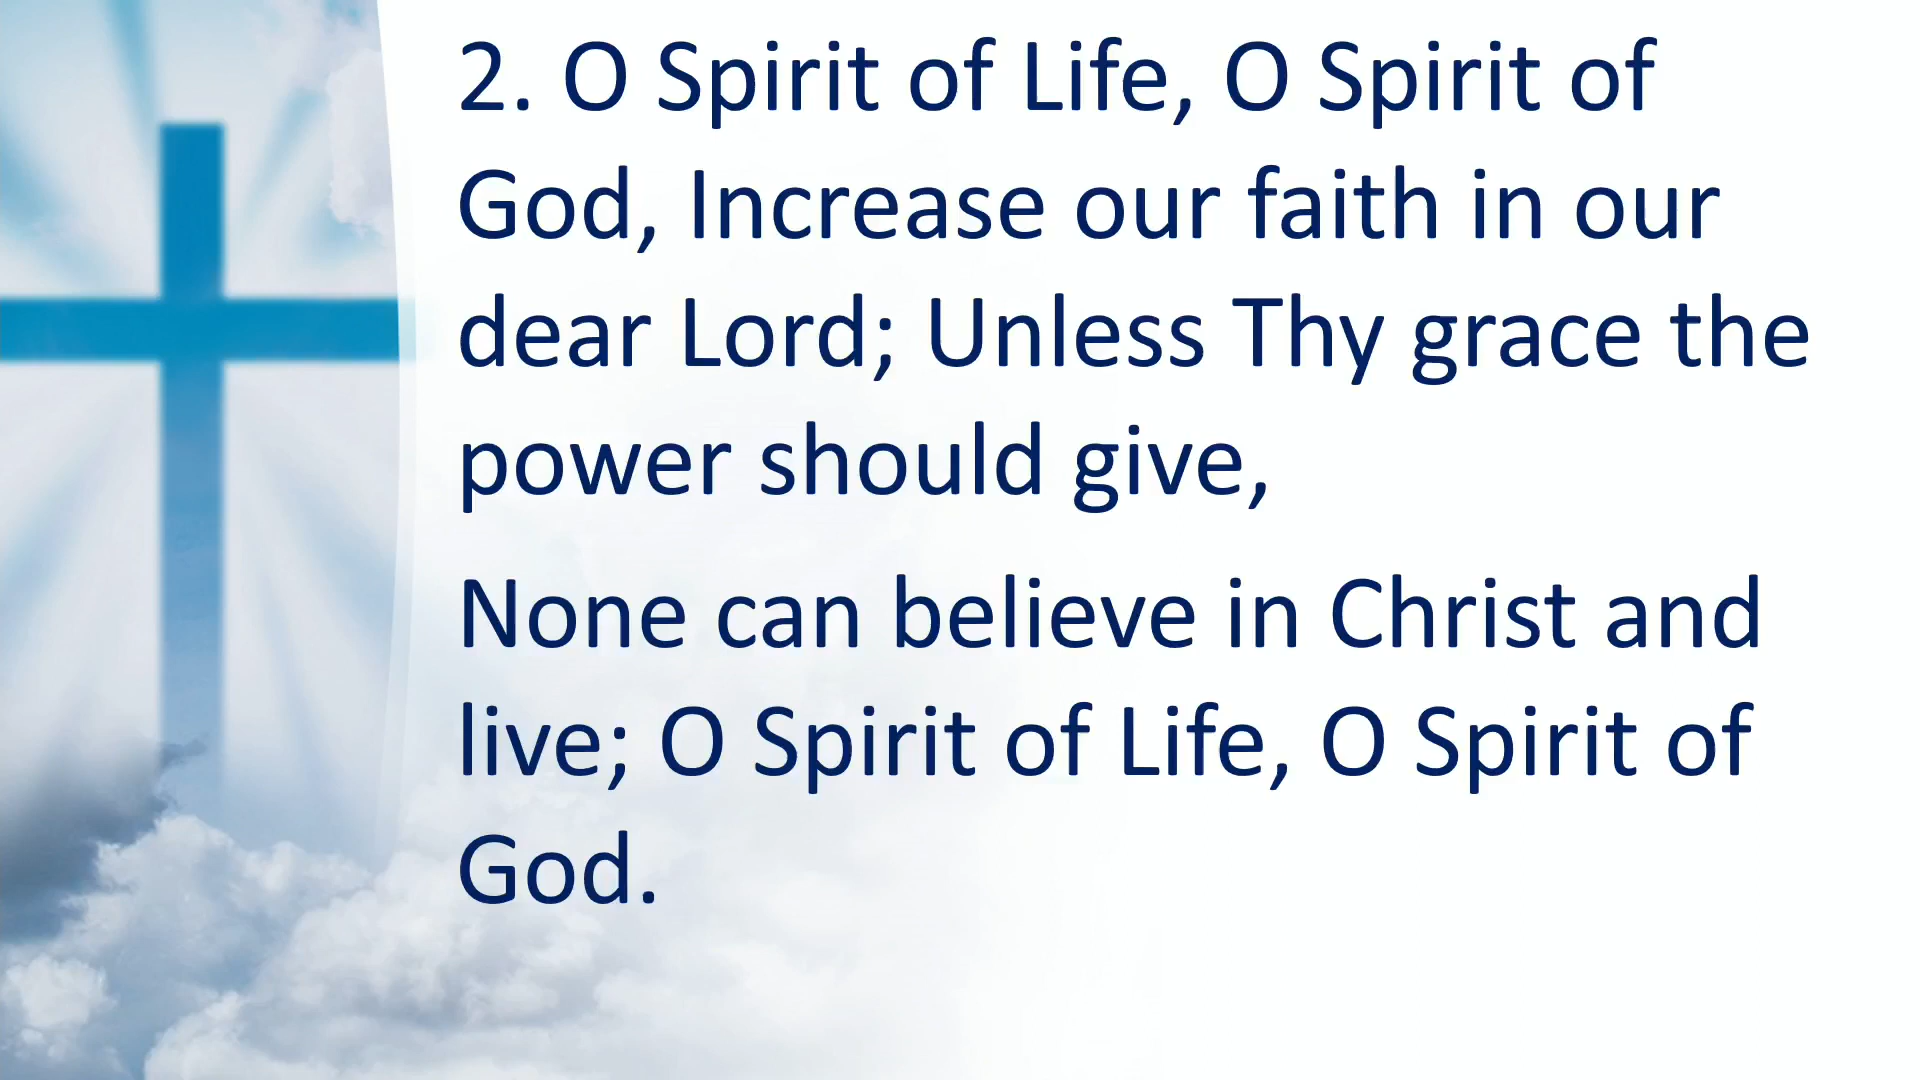 2. O Spirit of Life, O Spirit of
God, Increase our faith in our
dear Lord; Unless Thy grace the
power should give,
None can believe in Christ and
live; O Spirit of Life, O Spirit of
God.